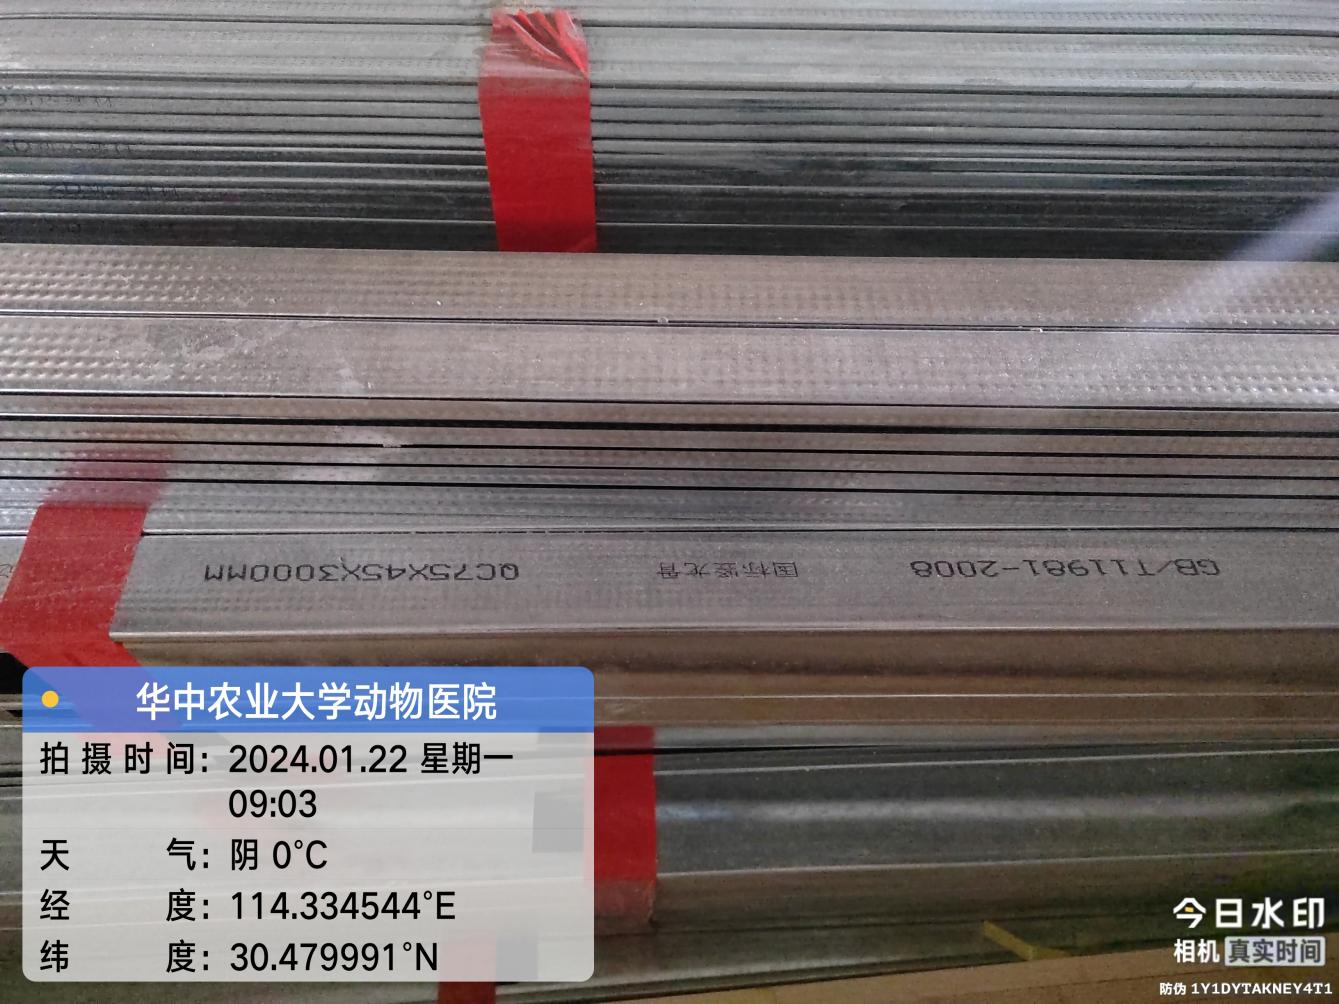 GB/T11981-2008 国标鉴龙骨 QC75X45X3000MM
华中农业大学动物医院
拍摄时间: 2024.01.22 星期一
09:03
天气: 阴 0°C
经度: 114.334544°E
纬度: 30.479991°N
今日水印
相机 真实时间
防伪 1Y1DYTAKNEY4T1